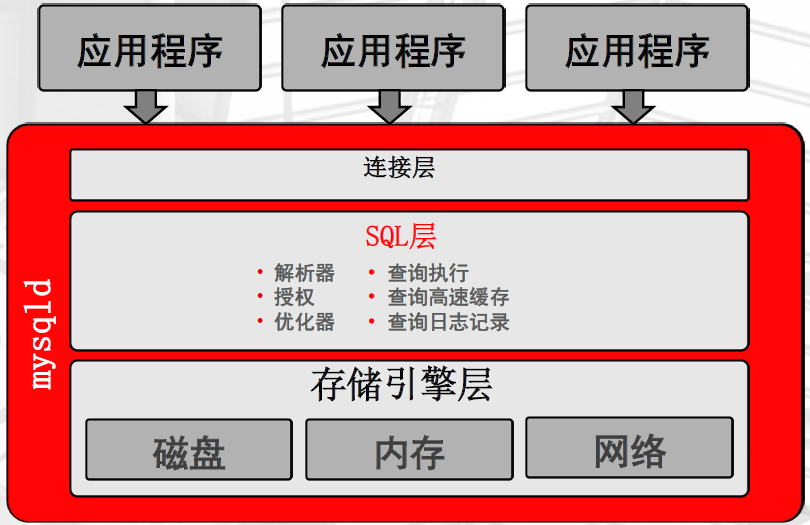 应用程序
应用程序
应用程序
mysqld
连接层
SQL层
• 解析器
• 授权
• 优化器
• 查询执行
• 查询高速缓存
• 查询日志记录
存储引擎层
磁盘
内存
网络